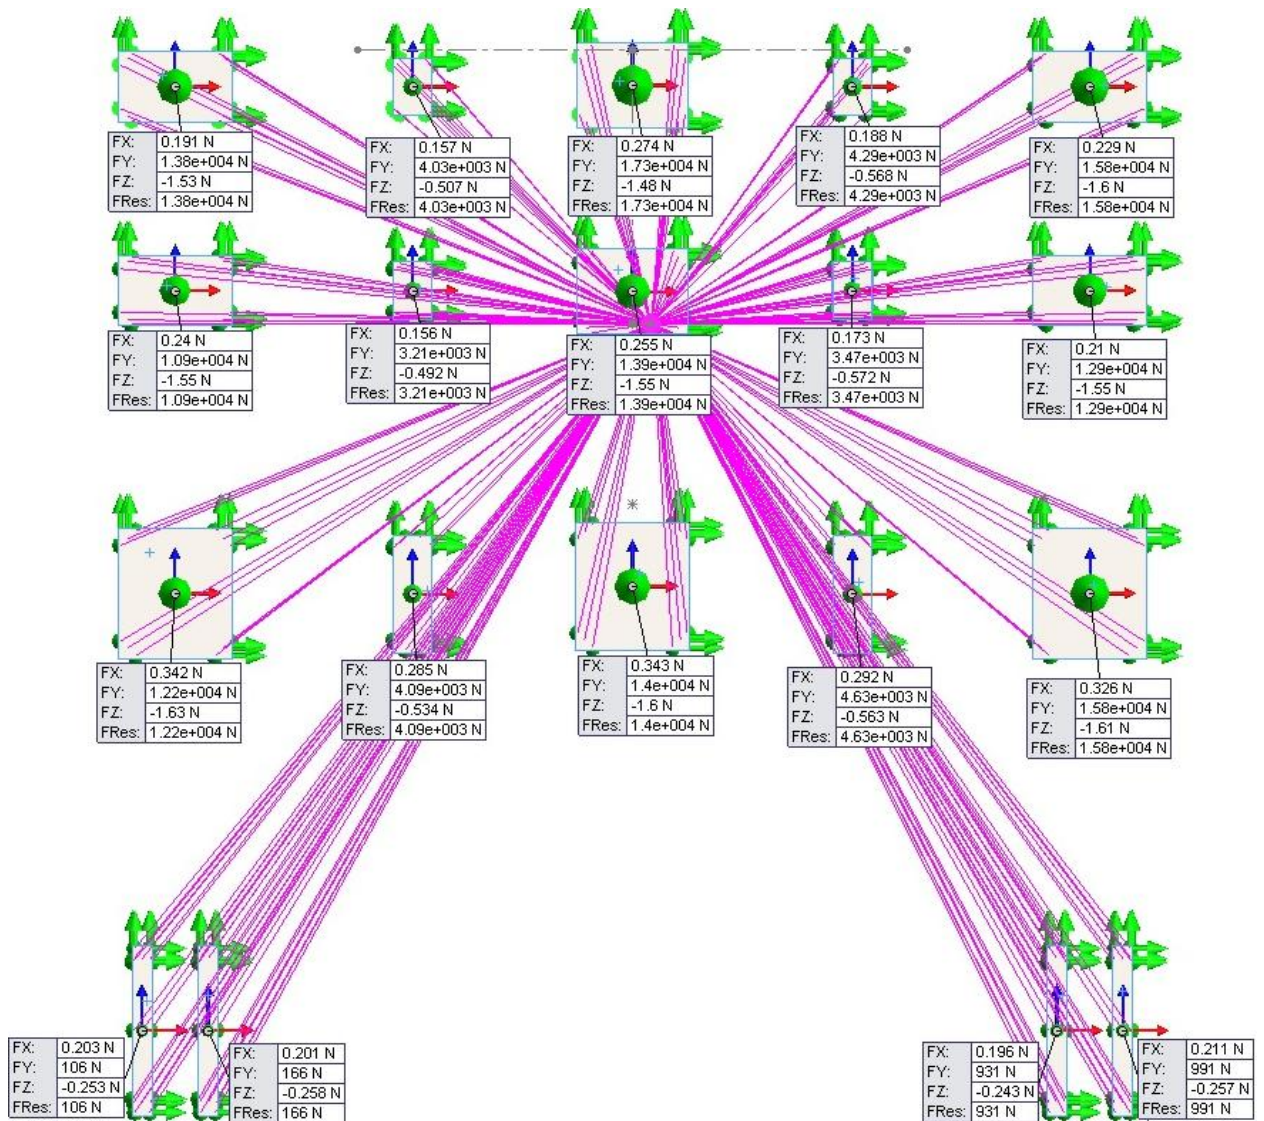 FX: 0.191 N
FY: 1.38e+004 N
FZ: -1.53 N
FRes: 1.38e+004 N
FX: 0.157 N
FY: 4.03e+003 N
FZ: -0.507 N
FRes: 4.03e+003 N
FX: 0.274 N
FY: 1.73e+004 N
FZ: -1.48 N
FRes: 1.73e+004 N
FX: 0.188 N
FY: 4.29e+003 N
FZ: -0.568 N
FRes: 4.29e+003 N
FX: 0.229 N
FY: 1.58e+004 N
FZ: -1.6 N
FRes: 1.58e+004 N
FX: 0.24 N
FY: 1.09e+004 N
FZ: -1.55 N
FRes: 1.09e+004 N
FX: 0.156 N
FY: 3.21e+003 N
FZ: -0.492 N
FRes: 3.21e+003 N
FX: 0.255 N
FY: 1.39e+004 N
FZ: -1.55 N
FRes: 1.39e+004 N
FX: 0.173 N
FY: 3.47e+003 N
FZ: -0.572 N
FRes: 3.47e+003 N
FX: 0.21 N
FY: 1.29e+004 N
FZ: -1.55 N
FRes: 1.29e+004 N
FX: 0.342 N
FY: 1.22e+004 N
FZ: -1.63 N
FRes: 1.22e+004 N
FX: 0.285 N
FY: 4.09e+003 N
FZ: -0.534 N
FRes: 4.09e+003 N
FX: 0.343 N
FY: 1.4e+004 N
FZ: -1.6 N
FRes: 1.4e+004 N
FX: 0.292 N
FY: 4.63e+003 N
FZ: -0.563 N
FRes: 4.63e+003 N
FX: 0.326 N
FY: 1.58e+004 N
FZ: -1.61 N
FRes: 1.58e+004 N
FX: 0.203 N
FY: 106 N
FZ: -0.253 N
FRes: 106 N
FX: 0.201 N
FY: 166 N
FZ: -0.258 N
FRes: 166 N
FX: 0.196 N
FY: 931 N
FZ: -0.243 N
FRes: 931 N
FX: 0.211 N
FY: 991 N
FZ: -0.257 N
FRes: 991 N